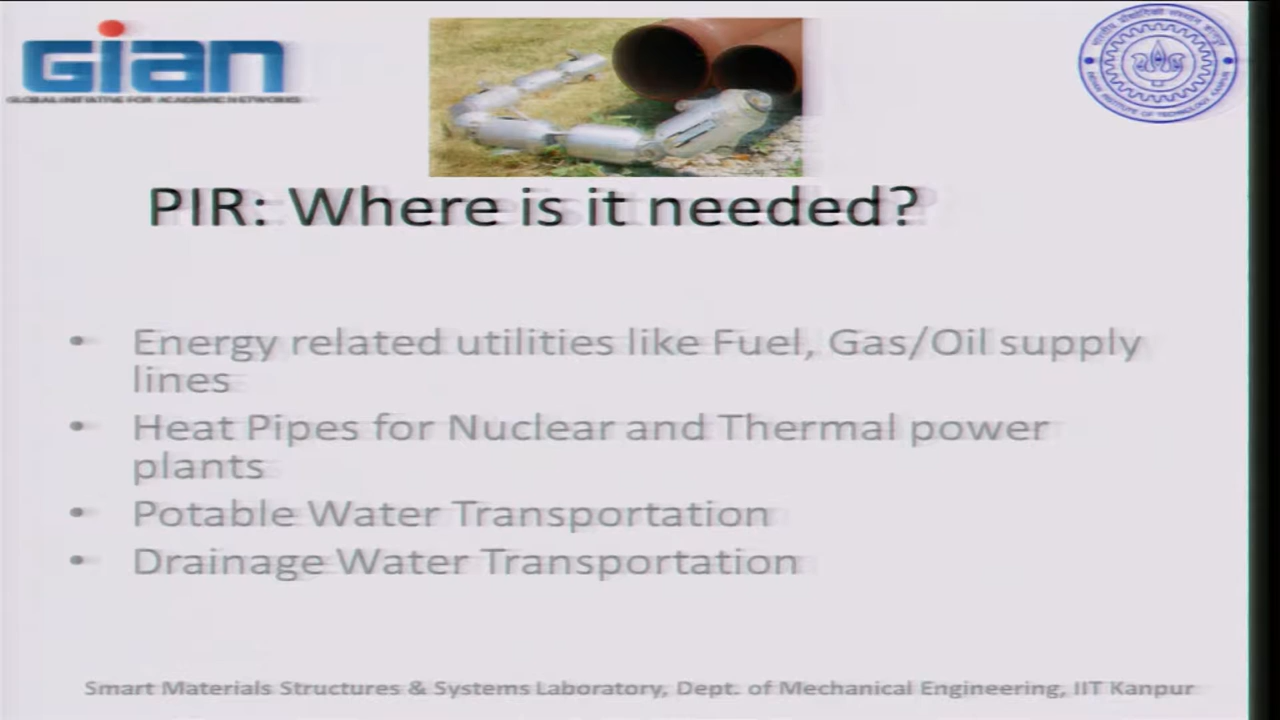 GIAN
GLOBAL INITIATIVE FOR ACADEMIC NETWORKS
PIR: Where is it needed?
• Energy related utilities like Fuel, Gas/Oil supply
lines
• Heat Pipes for Nuclear and Thermal power
plants
• Potable Water Transportation
• Drainage Water Transportation
Smart Materials Structures & Systems Laboratory, Dept. of Mechanical Engineering, IIT Kanpur